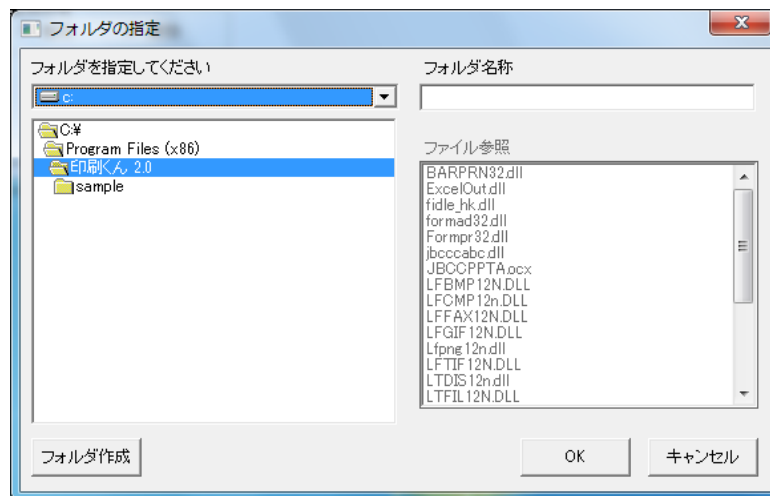 フォルダの指定
フォルダを指定してください
c:
C:¥
Program Files (x86)
印刷くん 2.0
sample
フォルダ作成
フォルダ名称
ファイル参照
BARPRN32.dll
ExcelOut.dll
fidle_hk.dll
formad32.dll
Formpr32.dll
jbcccabc.dll
JBCCPPTA.ocx
LFBMP12N.DLL
LFCMP12n.DLL
LFFAX12N.DLL
LFGIF12N.DLL
Lfpng12n.dll
LFTIF12N.DLL
LTDIS12n.dll
LTFIL12N.DLL
OK
キャンセル